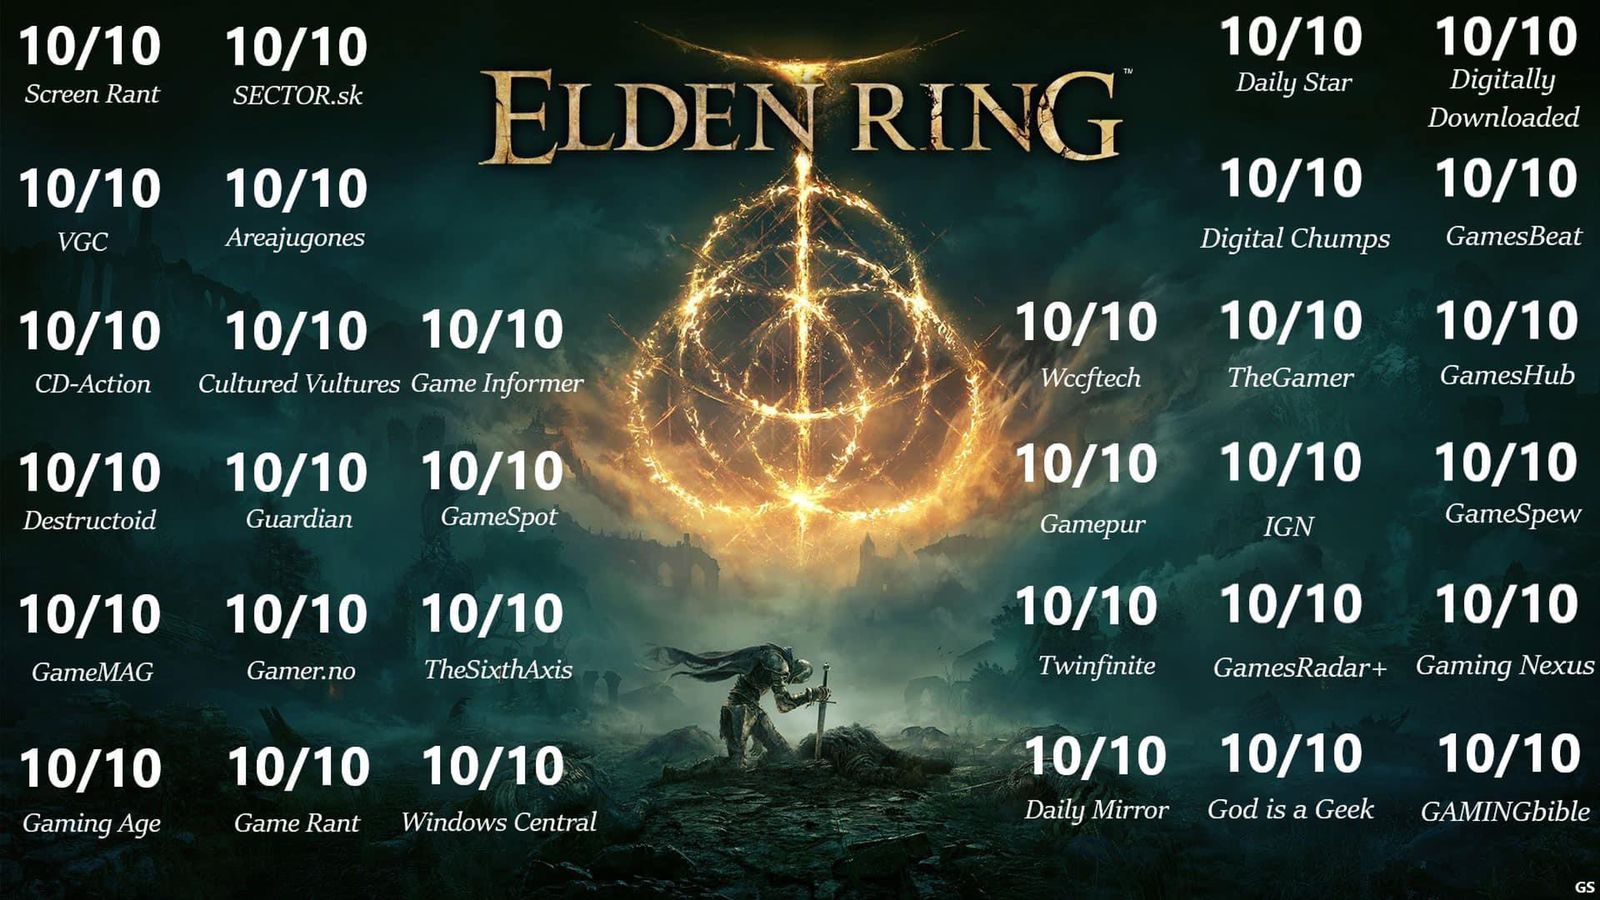 ELDEN RING™
10/10
Screen Rant
10/10
SECTOR.sk
10/10
Daily Star
10/10
Digitally
Downloaded
10/10
VGC
10/10
Areajugones
10/10
Digital Chumps
10/10
GamesBeat
10/10
CD-Action
10/10
Cultured Vultures
10/10
Game Informer
10/10
Wccftech
10/10
TheGamer
10/10
GamesHub
10/10
Destructoid
10/10
Guardian
10/10
GameSpot
10/10
Gamepur
10/10
IGN
10/10
GameSpew
10/10
GameMAG
10/10
Gamer.no
10/10
TheSixthAxis
10/10
Twinfinite
10/10
GamesRadar+
10/10
Gaming Nexus
10/10
Gaming Age
10/10
Game Rant
10/10
Windows Central
10/10
Daily Mirror
10/10
God is a Geek
10/10
GAMINGbible
GS